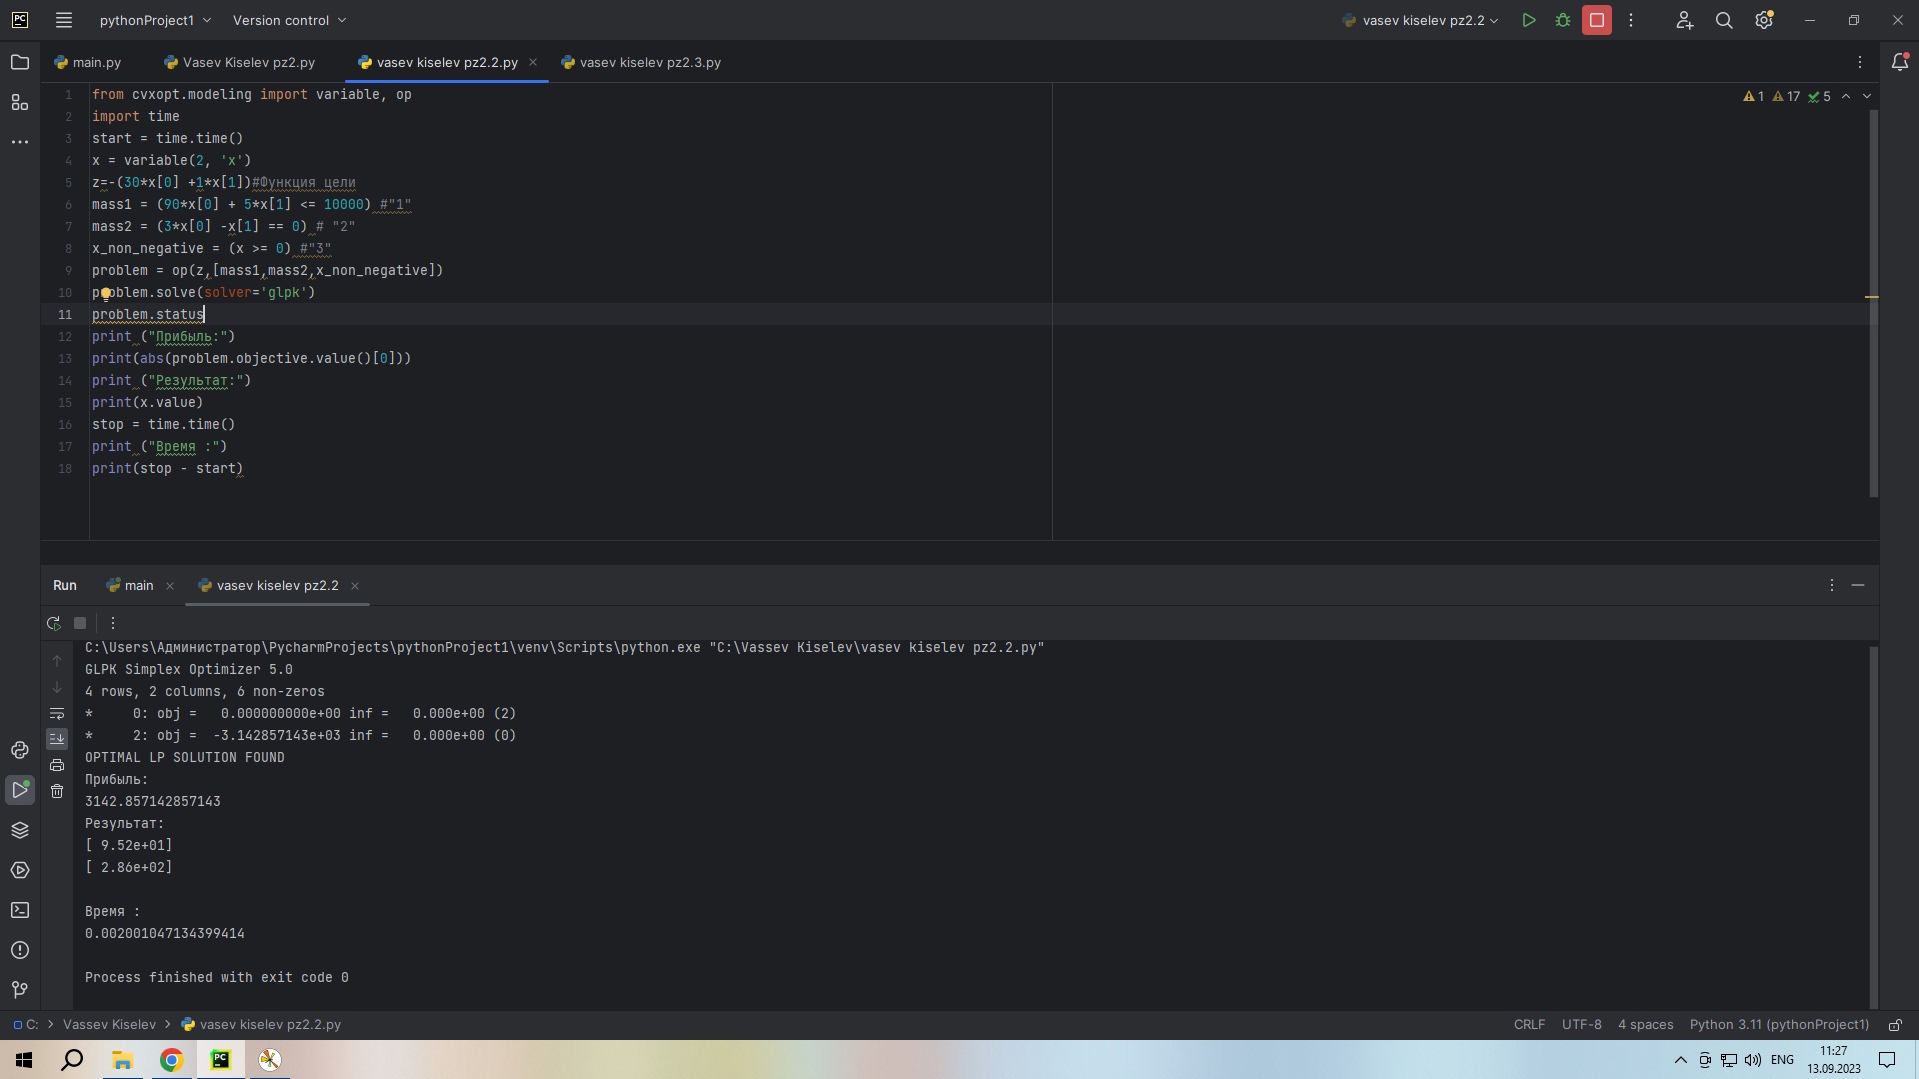 PC pythonProject1 Version control vasev kiselev pz2.2
main.py Vasev Kiselev pz2.py vasev kiselev pz2.2.py vasev kiselev pz2.3.py
1 17 5
1 from cvxopt.modeling import variable, op
2 import time
3 start = time.time()
4 x = variable(2, 'x')
5 z=-(30*x[0] +1*x[1])#Функция цели
6 mass1 = (90*x[0] + 5*x[1] <= 10000) #"1"
7 mass2 = (3*x[0] -x[1] == 0) # "2"
8 x_non_negative = (x >= 0) #"3"
9 problem = op(z,[mass1,mass2,x_non_negative])
10 problem.solve(solver='glpk')
11 problem.status
12 print ("Прибыль:")
13 print(abs(problem.objective.value()[0]))
14 print ("Результат:")
15 print(x.value)
16 stop = time.time()
17 print ("Время :")
18 print(stop - start)
Run main vasev kiselev pz2.2
C:\Users\Администратор\PycharmProjects\pythonProject1\venv\Scripts\python.exe "C:\Vassev Kiselev\vasev kiselev pz2.2.py"
GLPK Simplex Optimizer 5.0
4 rows, 2 columns, 6 non-zeros
*     0: obj =   0.000000000e+00 inf =   0.000e+00 (2)
*     2: obj =  -3.142857143e+03 inf =   0.000e+00 (0)
OPTIMAL LP SOLUTION FOUND
Прибыль:
3142.857142857143
Результат:
[ 9.52e+01]
[ 2.86e+02]
Время :
0.002001047134399414
Process finished with exit code 0
C: > Vassev Kiselev > vasev kiselev pz2.2.py CRLF UTF-8 4 spaces Python 3.11 (pythonProject1)
PC ENG 11:27
13.09.2023